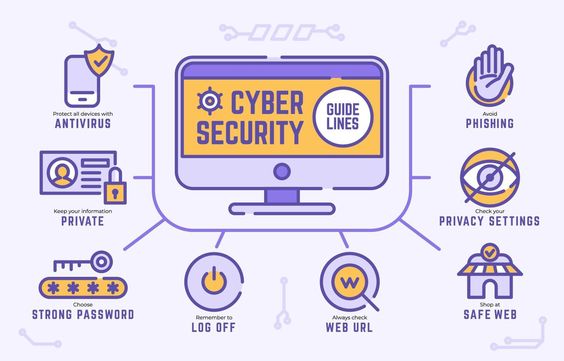 CYBER
SECURITY
GUIDE
LINES
Protect all devices with
ANTIVIRUS
Keep your information
PRIVATE
Choose
STRONG PASSWORD
****
Remember to
LOG OFF
W
Always check
WEB URL
Avoid
PHISHING
Check your
PRIVACY SETTINGS
Shop at
SAFE WEB